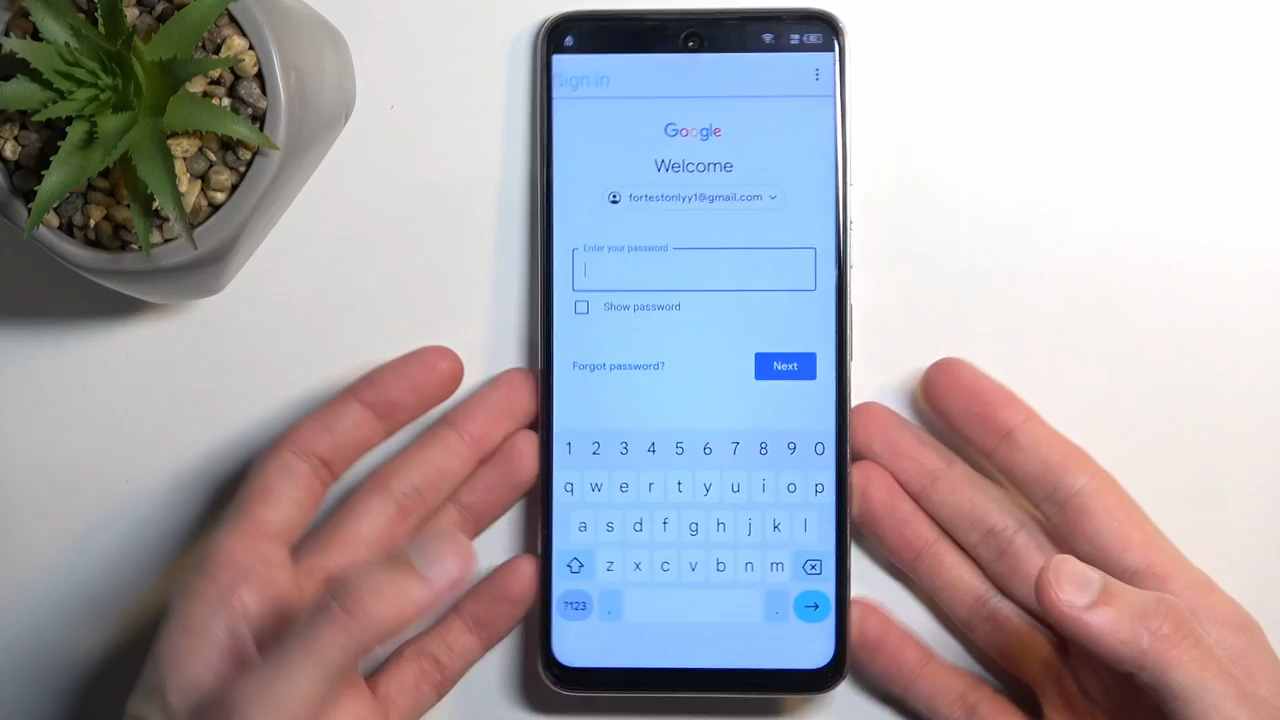 Sign in
Google
Welcome
fortestonlyy1@gmail.com
Enter your password
Show password
Forgot password?
Next
1 2 3 4 5 6 7 8 9 0
q w e r t y u i o p
a s d f g h j k l
z x c v b n m
?123 , .